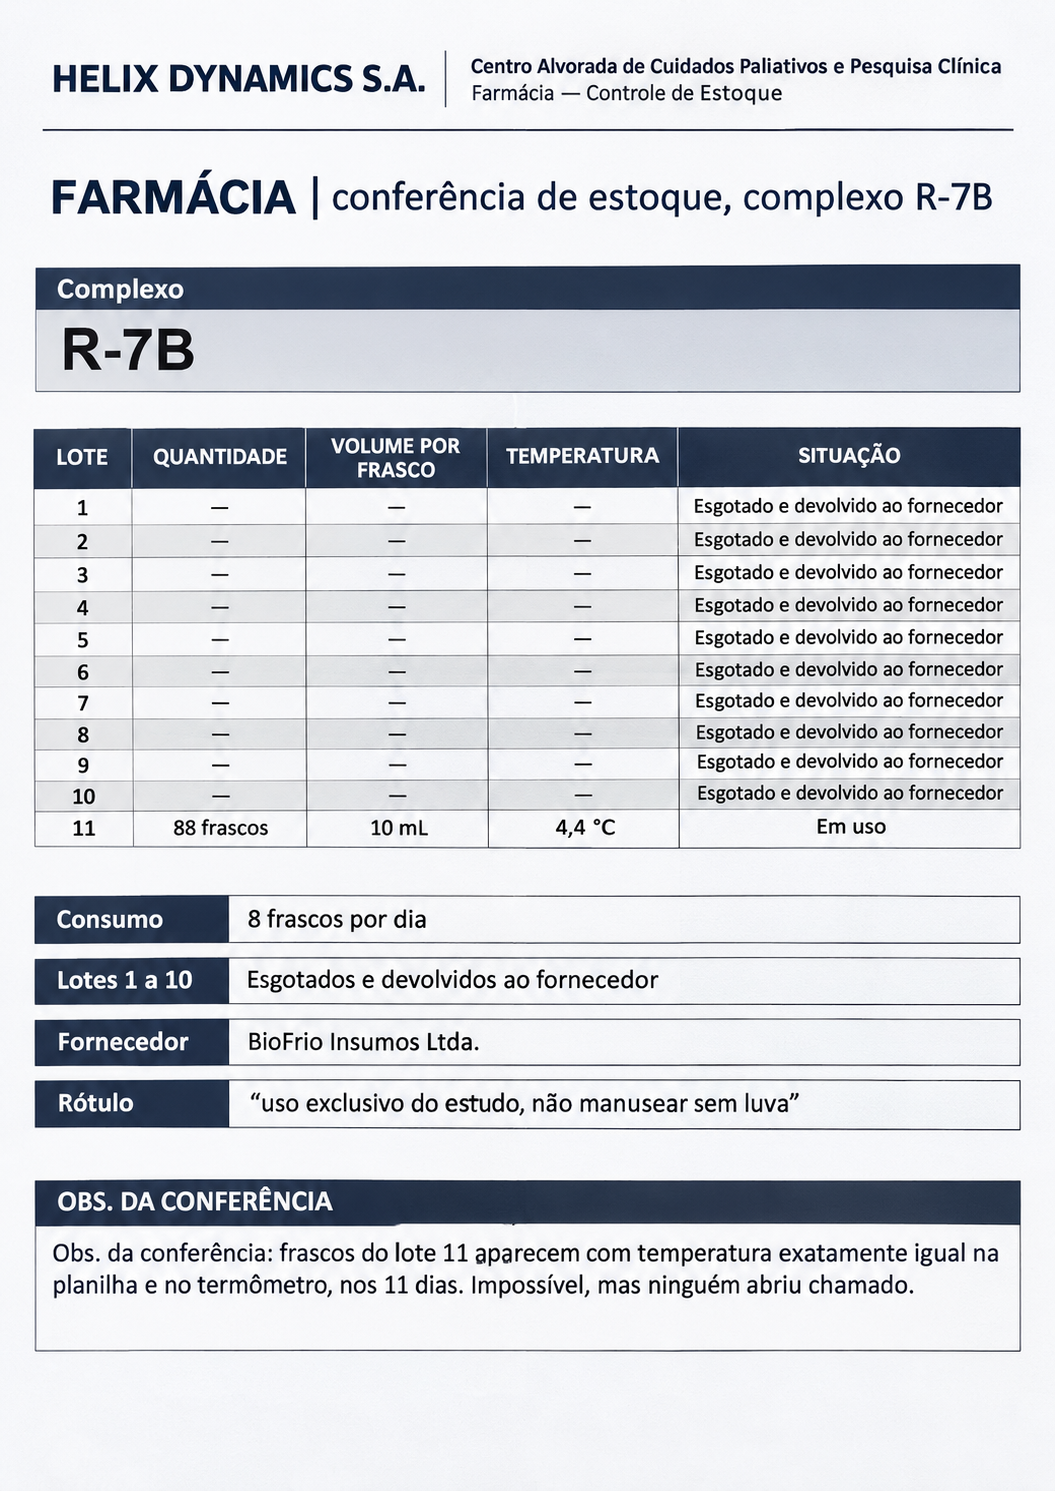 HELIX DYNAMICS S.A.
Centro Alvorada de Cuidados Paliativos e Pesquisa Clínica
Farmácia — Controle de Estoque
FARMÁCIA | conferência de estoque, complexo R-7B
Complexo
R-7B
LOTE QUANTIDADE VOLUME POR FRASCO TEMPERATURA SITUAÇÃO
1 — — — Esgotado e devolvido ao fornecedor
2 — — — Esgotado e devolvido ao fornecedor
3 — — — Esgotado e devolvido ao fornecedor
4 — — — Esgotado e devolvido ao fornecedor
5 — — — Esgotado e devolvido ao fornecedor
6 — — — Esgotado e devolvido ao fornecedor
7 — — — Esgotado e devolvido ao fornecedor
8 — — — Esgotado e devolvido ao fornecedor
9 — — — Esgotado e devolvido ao fornecedor
10 — — — Esgotado e devolvido ao fornecedor
11 88 frascos 10 mL 4,4 °C Em uso
Consumo 8 frascos por dia
Lotes 1 a 10 Esgotados e devolvidos ao fornecedor
Fornecedor BioFrio Insumos Ltda.
Rótulo “uso exclusivo do estudo, não manusear sem luva”
OBS. DA CONFERÊNCIA
Obs. da conferência: frascos do lote 11 aparecem com temperatura exatamente igual na
planilha e no termômetro, nos 11 dias. Impossível, mas ninguém abriu chamado.